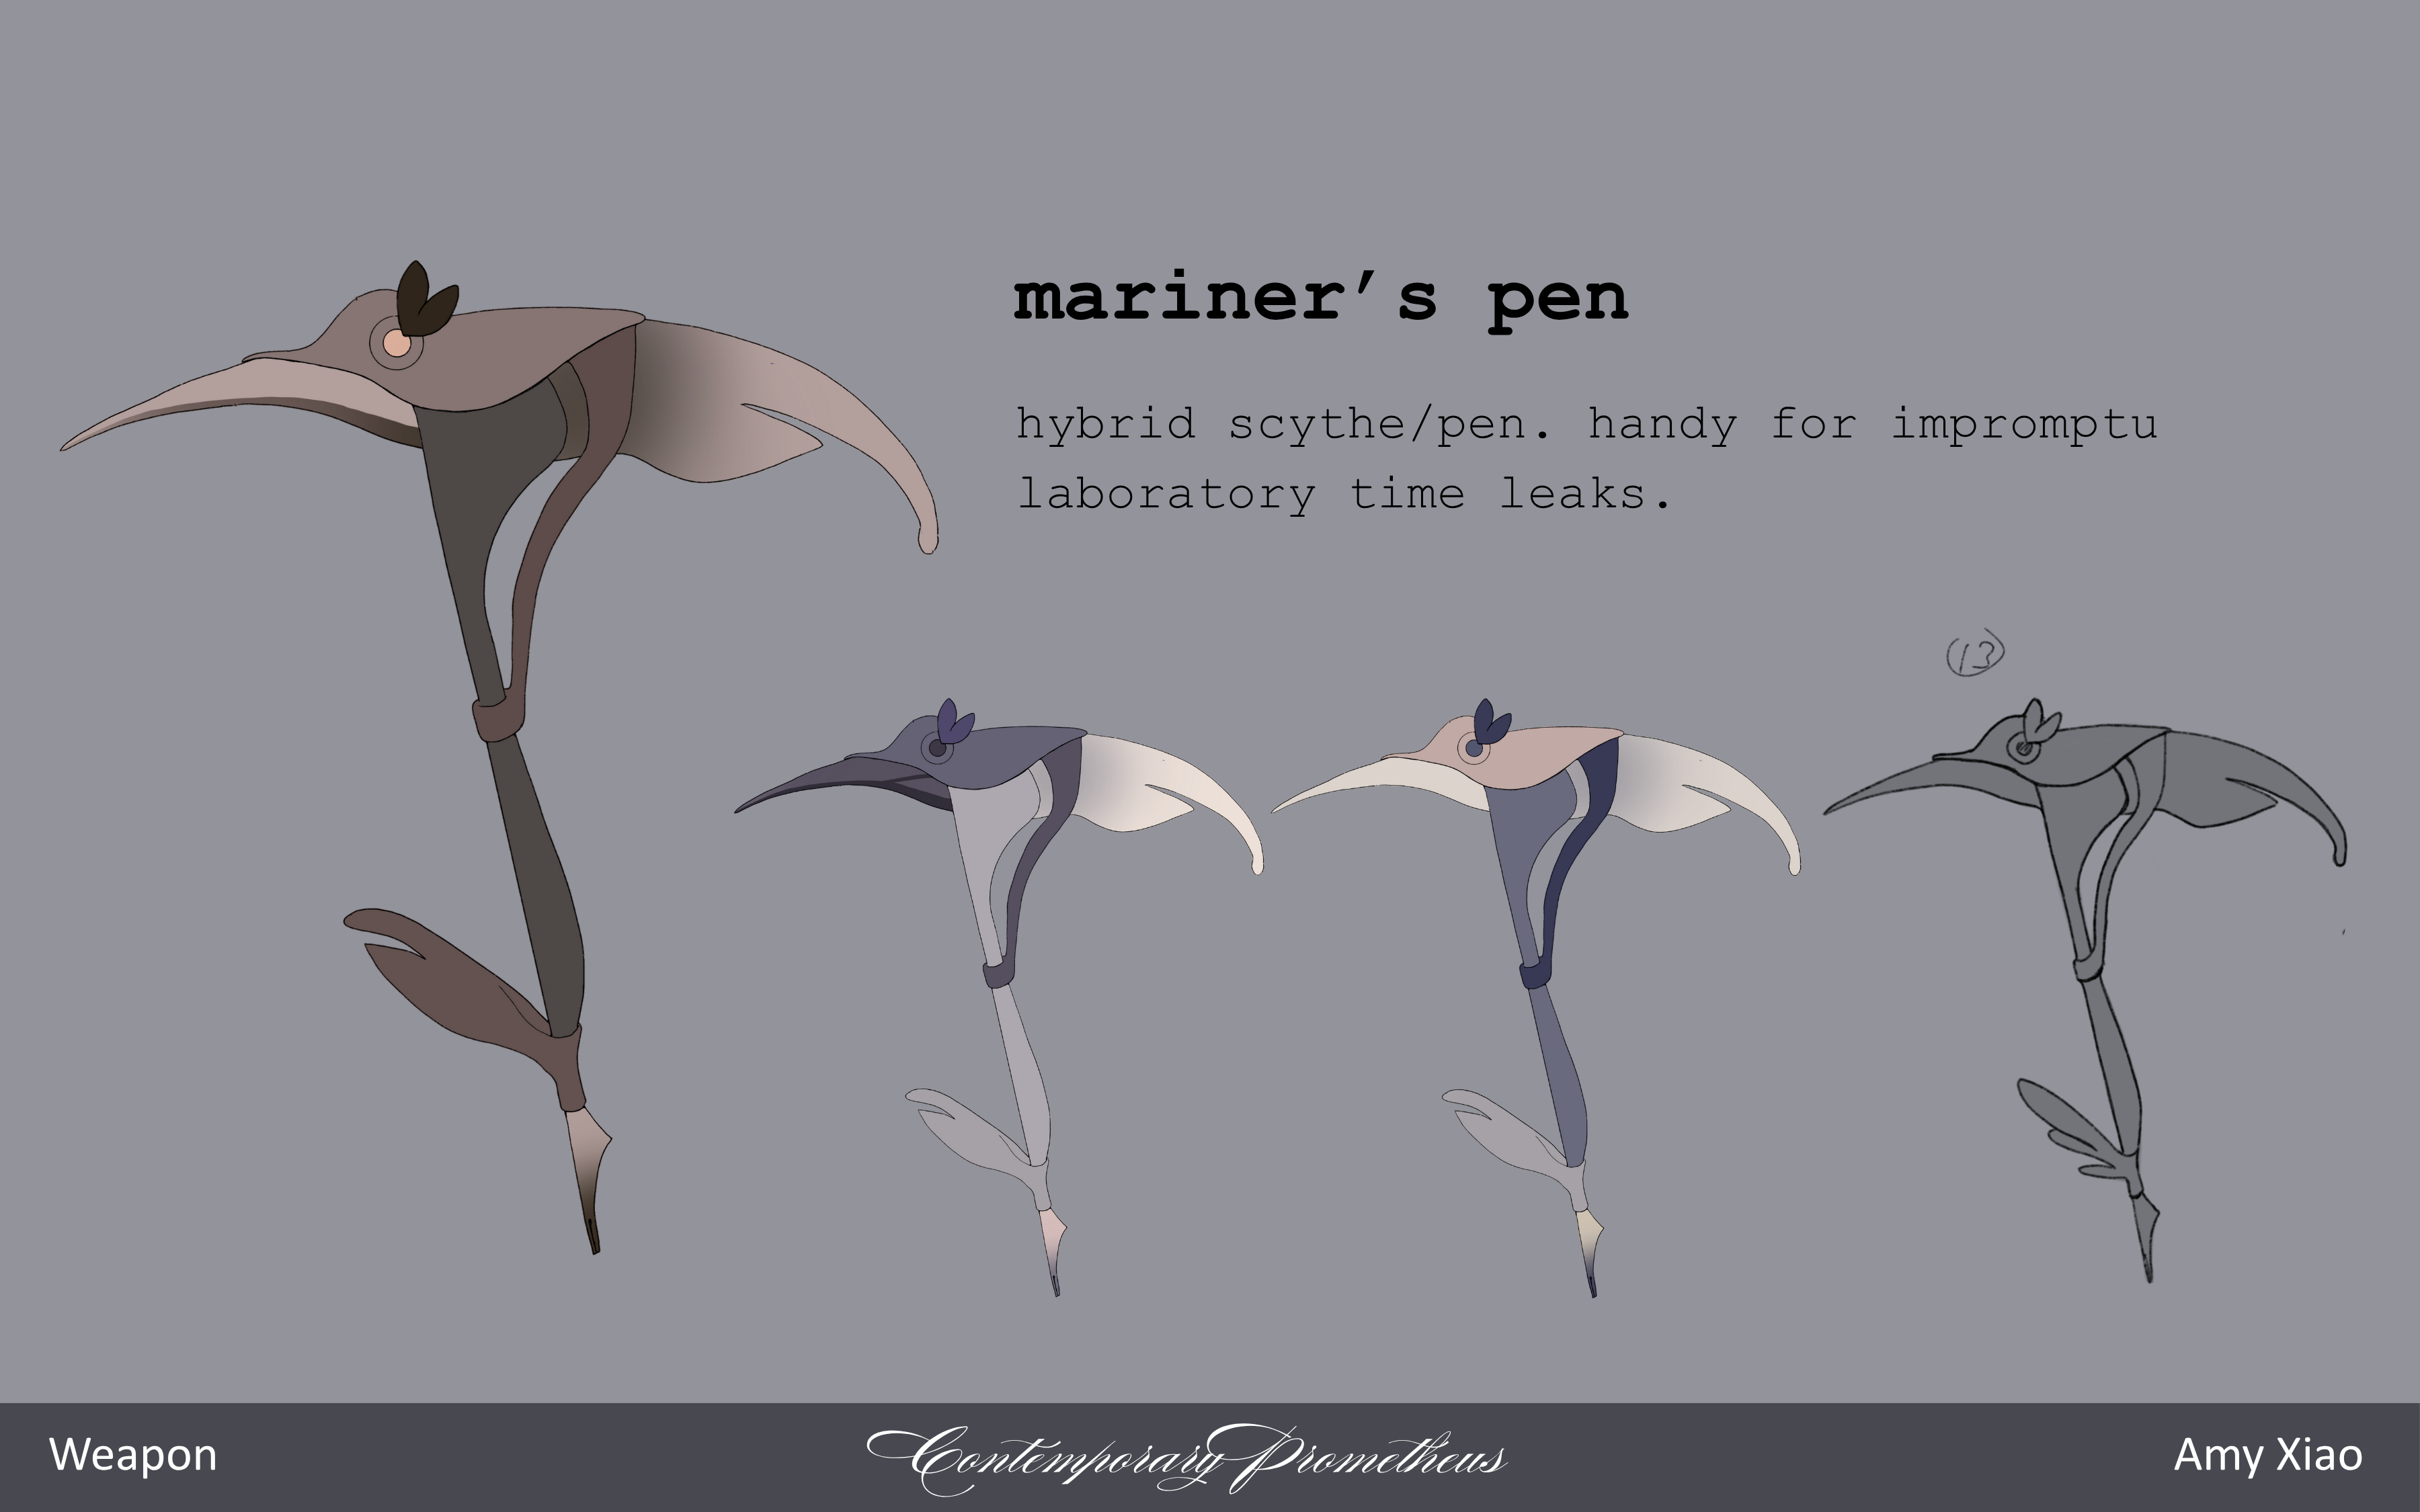 mariner’s pen
hybrid scythe/pen. handy for impromptu
laboratory time leaks.
13
Weapon
Contemporary Prometheus
Amy Xiao